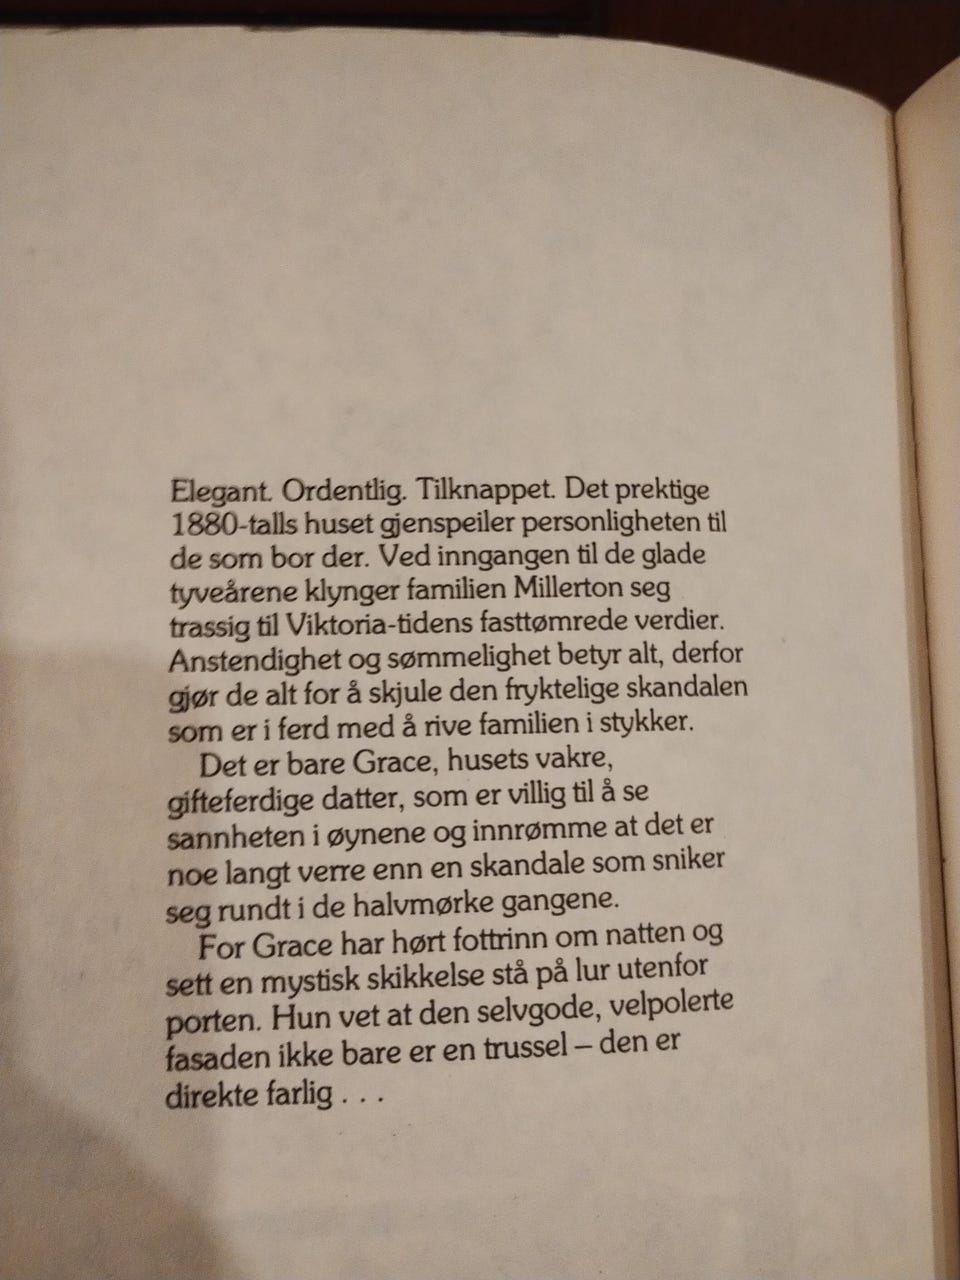 Elegant. Ordentlig. Tilknappet. Det prektige
1880-talls huset gjenspeiler personligheten til
de som bor der. Ved inngangen til de glade
tyveårene klynger familien Millerton seg
trassig til Viktoria-tidens fasttømrede verdier.
Anstendighet og sømmelighet betyr alt, derfor
gjør de alt for å skjule den fryktelige skandalen
som er i ferd med å rive familien i stykker.
Det er bare Grace, husets vakre,
gifteferdige datter, som er villig til å se
sannheten i øynene og innrømme at det er
noe langt verre enn en skandale som sniker
seg rundt i de halvmørke gangene.
For Grace har hørt fottrinn om natten og
sett en mystisk skikkelse stå på lur utenfor
porten. Hun vet at den selvgode, velpolerte
fasaden ikke bare er en trussel – den er
direkte farlig . . .